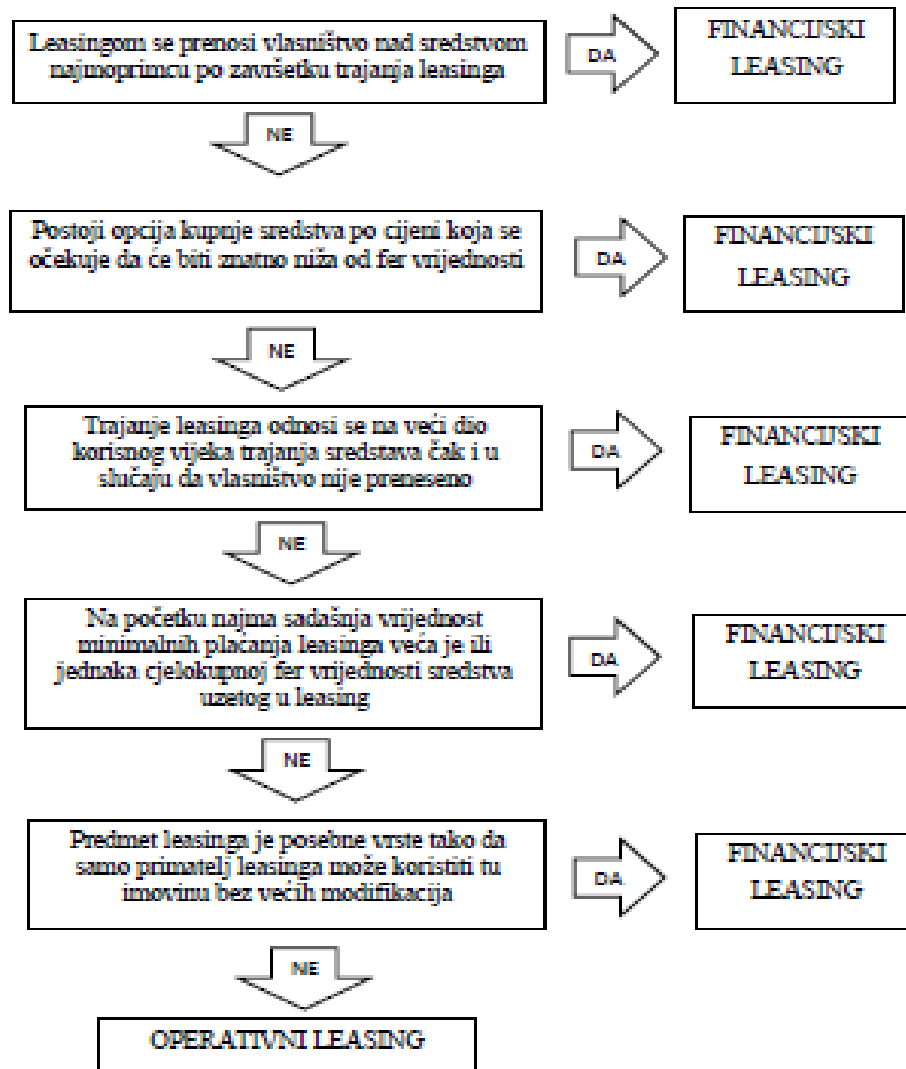 Leasingom se prenosi vlasništvo nad sredstvom
najmoprimcu po završetku trajanja leasinga
DA
FINANCIJSKI
LEASING
NE
Postoji opcija kupnje sredstva po cijeni koja se
očekuje da će biti znatno niža od fer vrijednosti
DA
FINANCIJSKI
LEASING
NE
Trajanje leasinga odnosi se na veći dio
korisnog vijeka trajanja sredstava čak i u
slučaju da vlasništvo nije preneseno
DA
FINANCIJSKI
LEASING
NE
Na početku najma sadašnja vrijednost
minimalnih plaćanja leasinga veća je ili
jednaka cjelokupnoj fer vrijednosti sredstva
uzetog u leasing
DA
FINANCIJSKI
LEASING
NE
Predmet leasinga je posebne vrste tako da
samo primatelj leasinga može koristiti tu
imovinu bez većih modifikacija
DA
FINANCIJSKI
LEASING
NE
OPERATIVNI LEASING